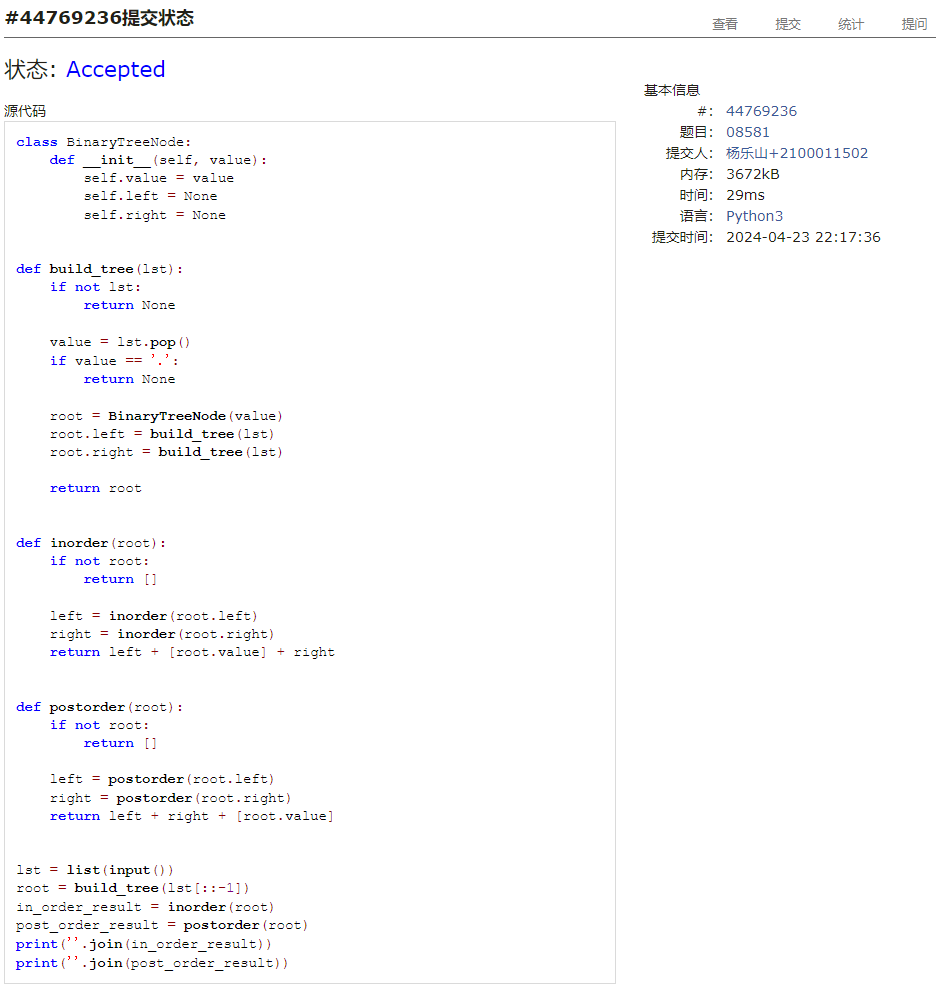 #44769236提交状态
查看 提交 统计 提问
状态: Accepted
源代码
class BinaryTreeNode:
    def __init__(self, value):
        self.value = value
        self.left = None
        self.right = None
def build_tree(lst):
    if not lst:
        return None
    value = lst.pop()
    if value == '.':
        return None
    root = BinaryTreeNode(value)
    root.left = build_tree(lst)
    root.right = build_tree(lst)
    return root
def inorder(root):
    if not root:
        return []
    left = inorder(root.left)
    right = inorder(root.right)
    return left + [root.value] + right
def postorder(root):
    if not root:
        return []
    left = postorder(root.left)
    right = postorder(root.right)
    return left + right + [root.value]
lst = list(input())
root = build_tree(lst[::-1])
in_order_result = inorder(root)
post_order_result = postorder(root)
print(''.join(in_order_result))
print(''.join(post_order_result))
基本信息
#: 44769236
题目: 08581
提交人: 杨乐山+2100011502
内存: 3672kB
时间: 29ms
语言: Python3
提交时间: 2024-04-23 22:17:36